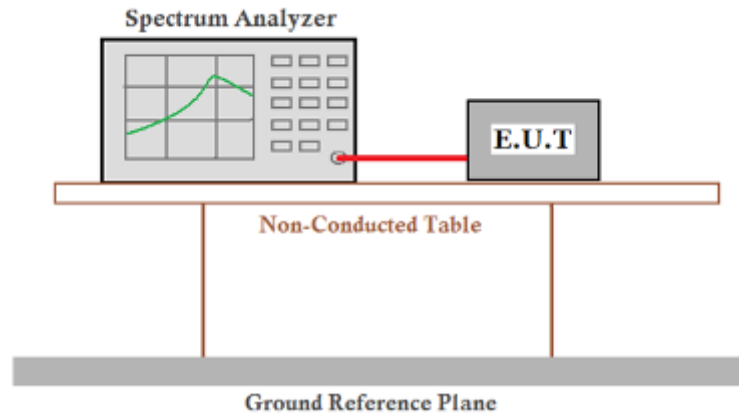 Spectrum Analyzer
E.U.T
Non-Conducted Table
Ground Reference Plane